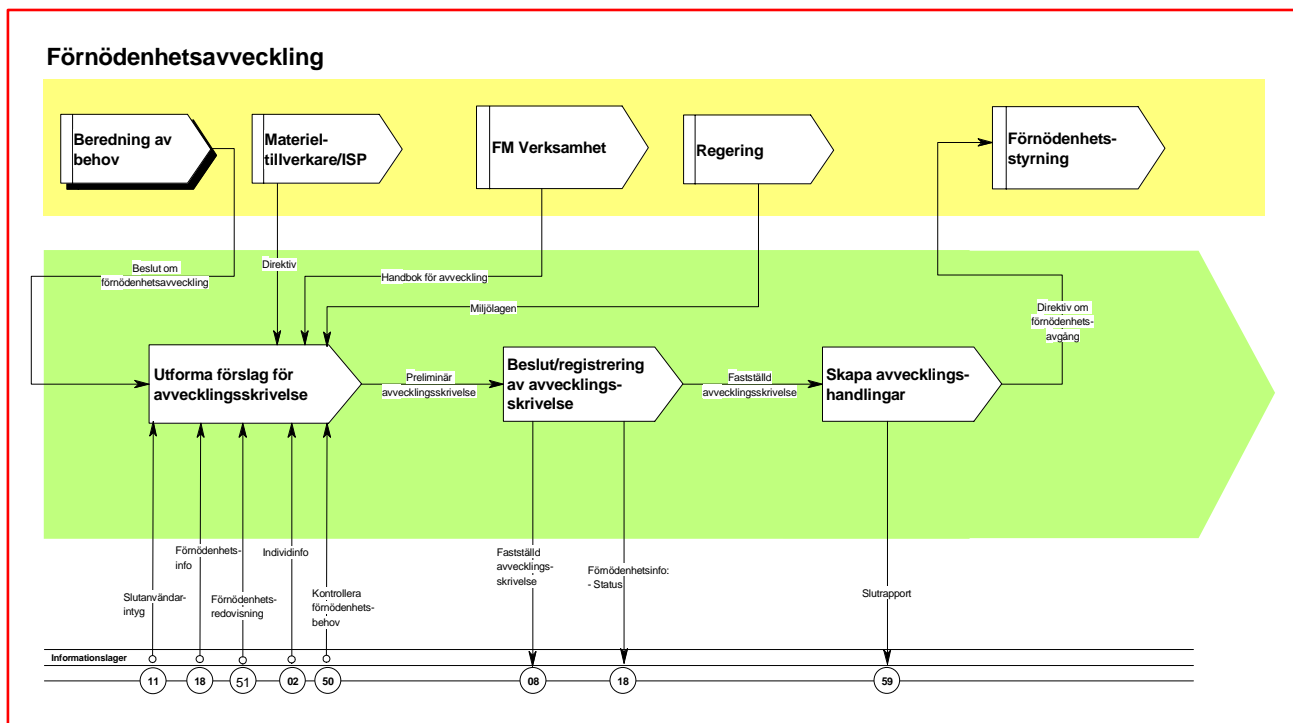 Förnödenhetsavveckling
Beredning av
behov
Materiel-
tillverkare/ISP
FM Verksamhet
Regering
Förnödenhets-
styrning
Beslut om
förnödenhetsavveckling
Direktiv
Handbok för avveckling
Miljölagen
Direktiv om
förnödenhets-
avgång
Utforma förslag för
avvecklingsskrivelse
Preliminär
avvecklingsskrivelse
Beslut/registrering
av avvecklings-
skrivelse
Fastställd
avvecklingsskrivelse
Skapa avvecklings-
handlingar
Slutanvändar-
intyg
Förnödenhets-
info
Förnödenhets-
redovisning
Individinfo
Kontrollera
förnödenhets-
behov
Fastställd
avvecklings-
skrivelse
Förnödenhetsinfo:
- Status
Slutrapport
Informationslager
11
18
51
02
50
08
18
59